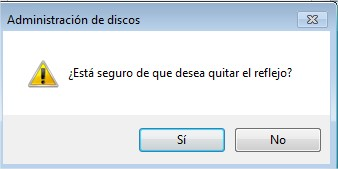 Administración de discos
¿Está seguro de que desea quitar el reflejo?
Sí
No